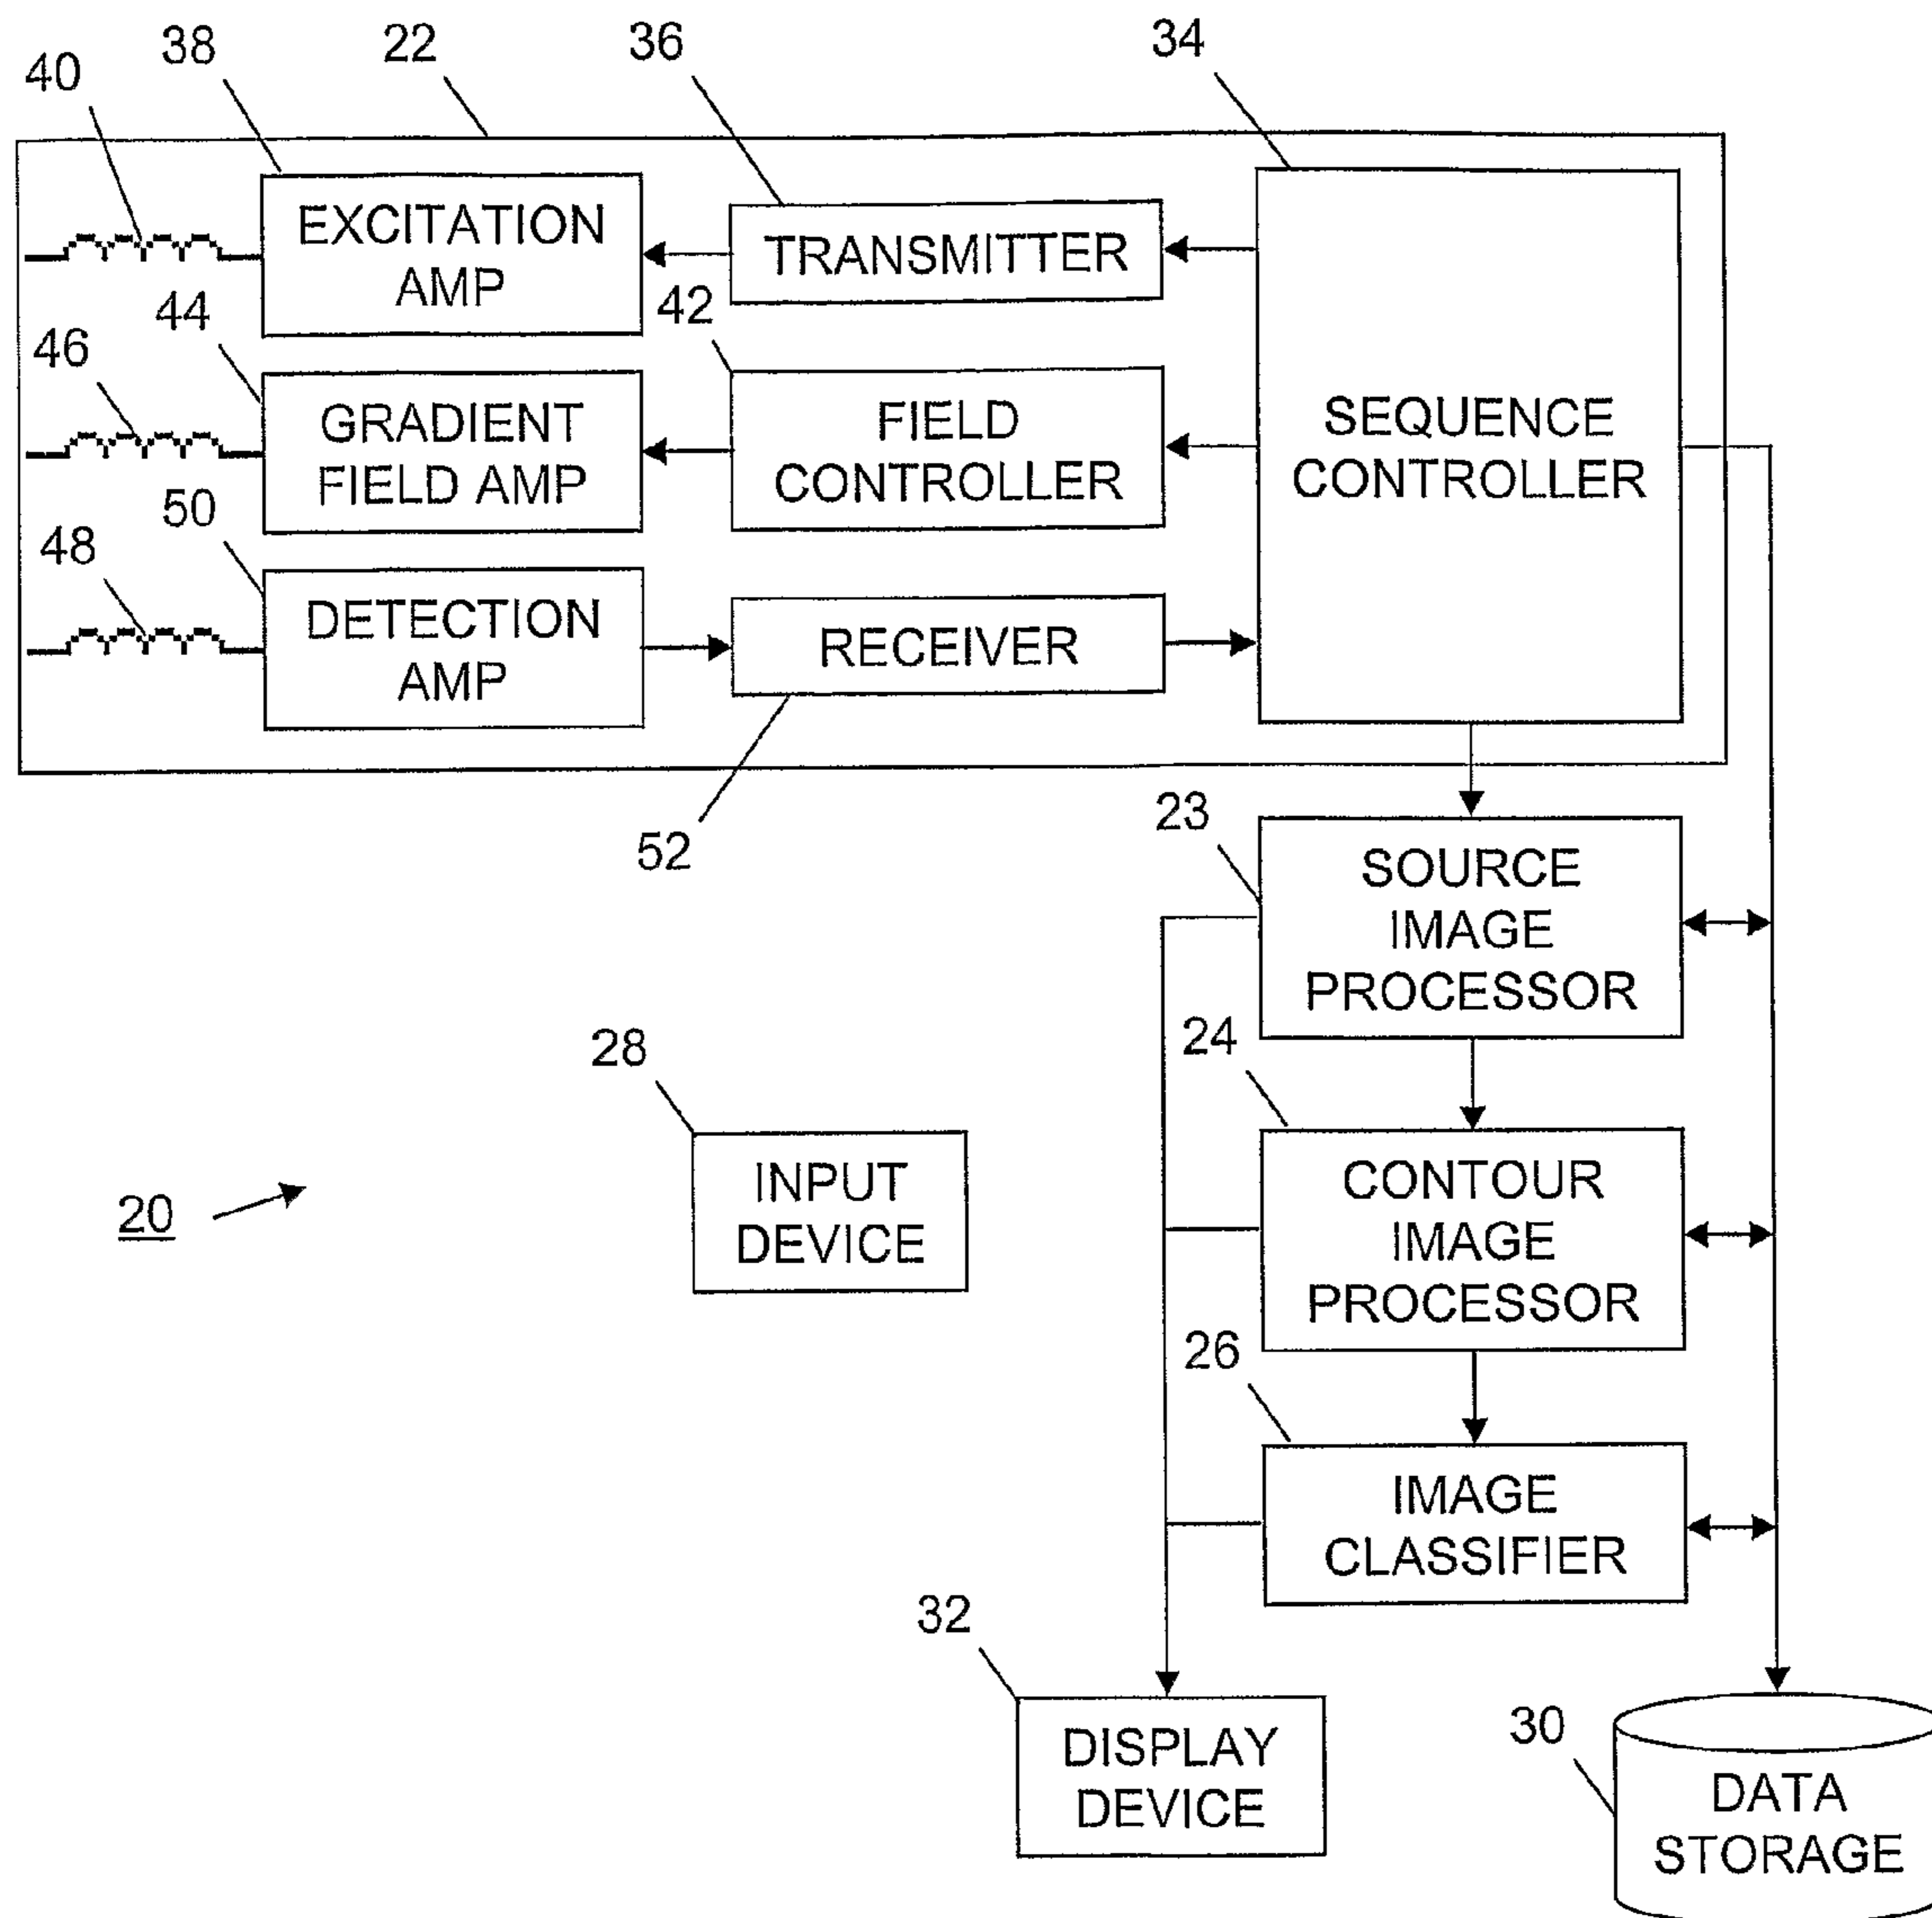 38
22
36
34
40
EXCITATION
AMP
TRANSMITTER
44
42
46
GRADIENT
FIELD AMP
FIELD
CONTROLLER
SEQUENCE
CONTROLLER
50
48
DETECTION
AMP
RECEIVER
52
23
SOURCE
IMAGE
PROCESSOR
24
28
INPUT
DEVICE
CONTOUR
IMAGE
PROCESSOR
20
26
IMAGE
CLASSIFIER
32
DISPLAY
DEVICE
30
DATA
STORAGE